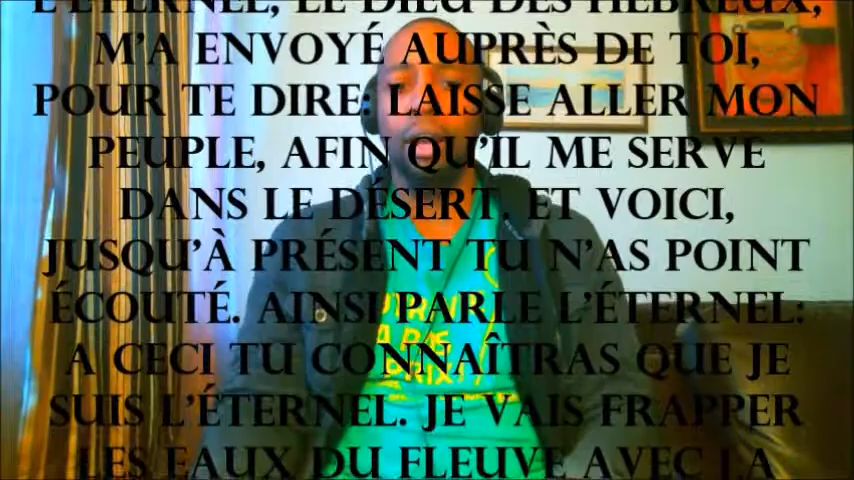 L'ÉTERNEL, LE DIEU DES HÉBREUX,
M'A ENVOYÉ AUPRÈS DE TOI,
POUR TE DIRE: LAISSE ALLER MON
PEUPLE, AFIN QU'IL ME SERVE
DANS LE DÉSERT. ET VOICI,
JUSQU'À PRÉSENT TU N'AS POINT
ÉCOUTÉ. AINSI PARLE L'ÉTERNEL:
A CECI TU CONNAÎTRAS QUE JE
SUIS L'ÉTERNEL. JE VAIS FRAPPER
LES EAUX DU FLEUVE AVEC LA